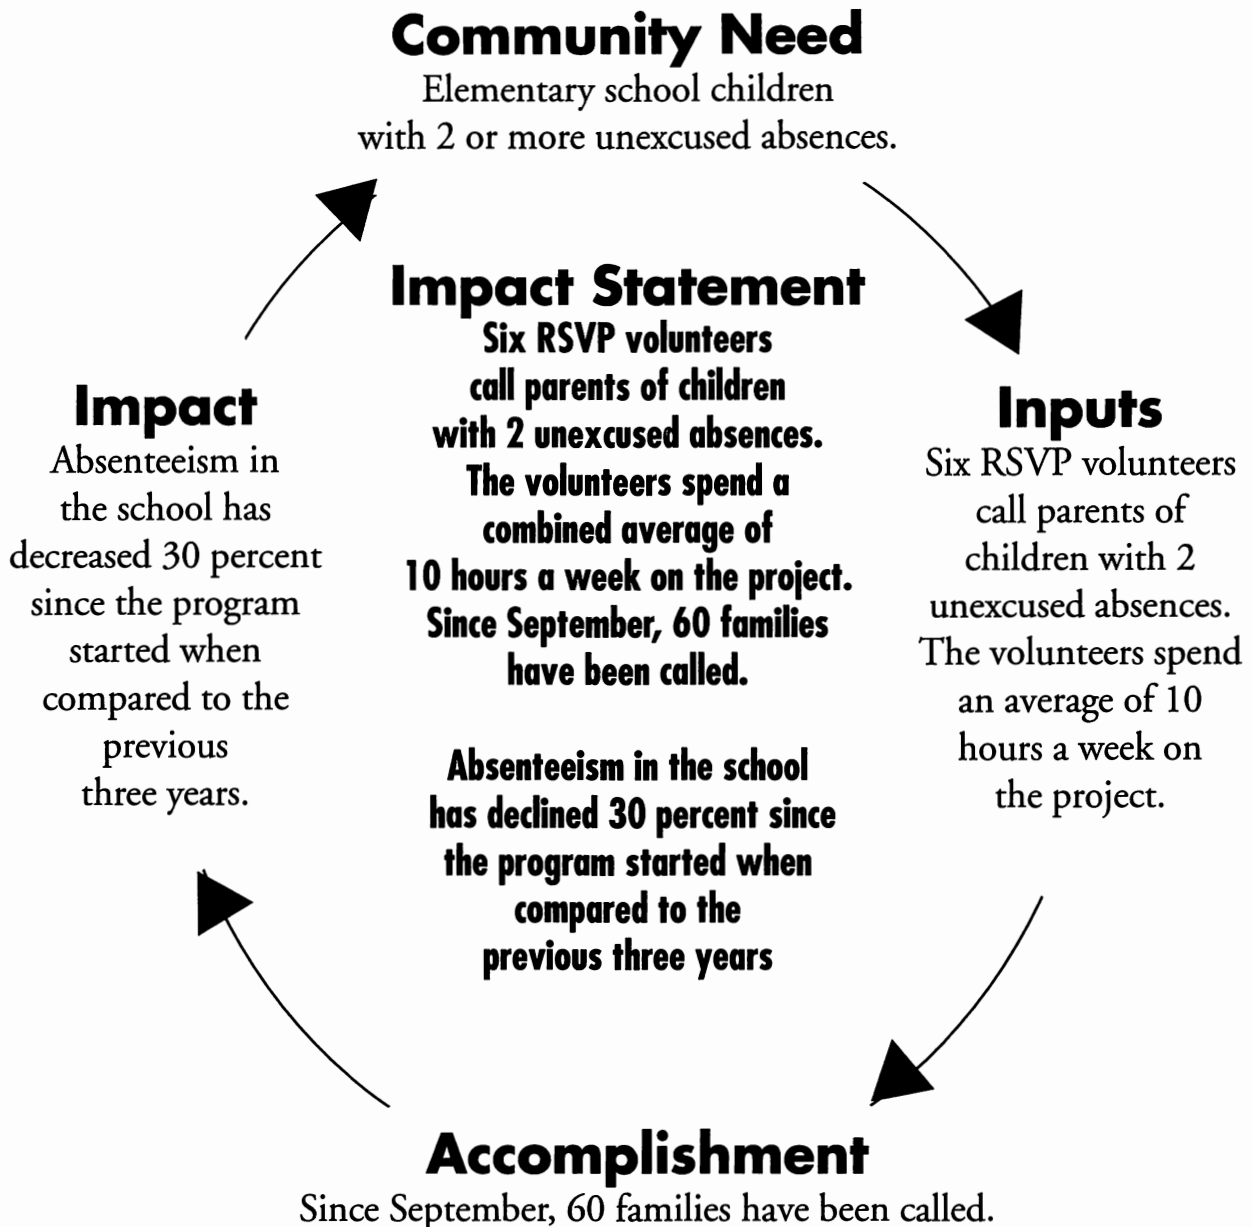 Community Need
Elementary school children
with 2 or more unexcused absences.
Impact Statement
Six RSVP volunteers
call parents of children
with 2 unexcused absences.
The volunteers spend a
combined average of
10 hours a week on the project.
Since September, 60 families
have been called.
Absenteeism in the school
has declined 30 percent since
the program started when
compared to the
previous three years
Impact
Absenteeism in
the school has
decreased 30 percent
since the program
started when
compared to the
previous
three years.
Inputs
Six RSVP volunteers
call parents of
children with 2
unexcused absences.
The volunteers spend
an average of 10
hours a week on
the project.
Accomplishment
Since September, 60 families have been called.